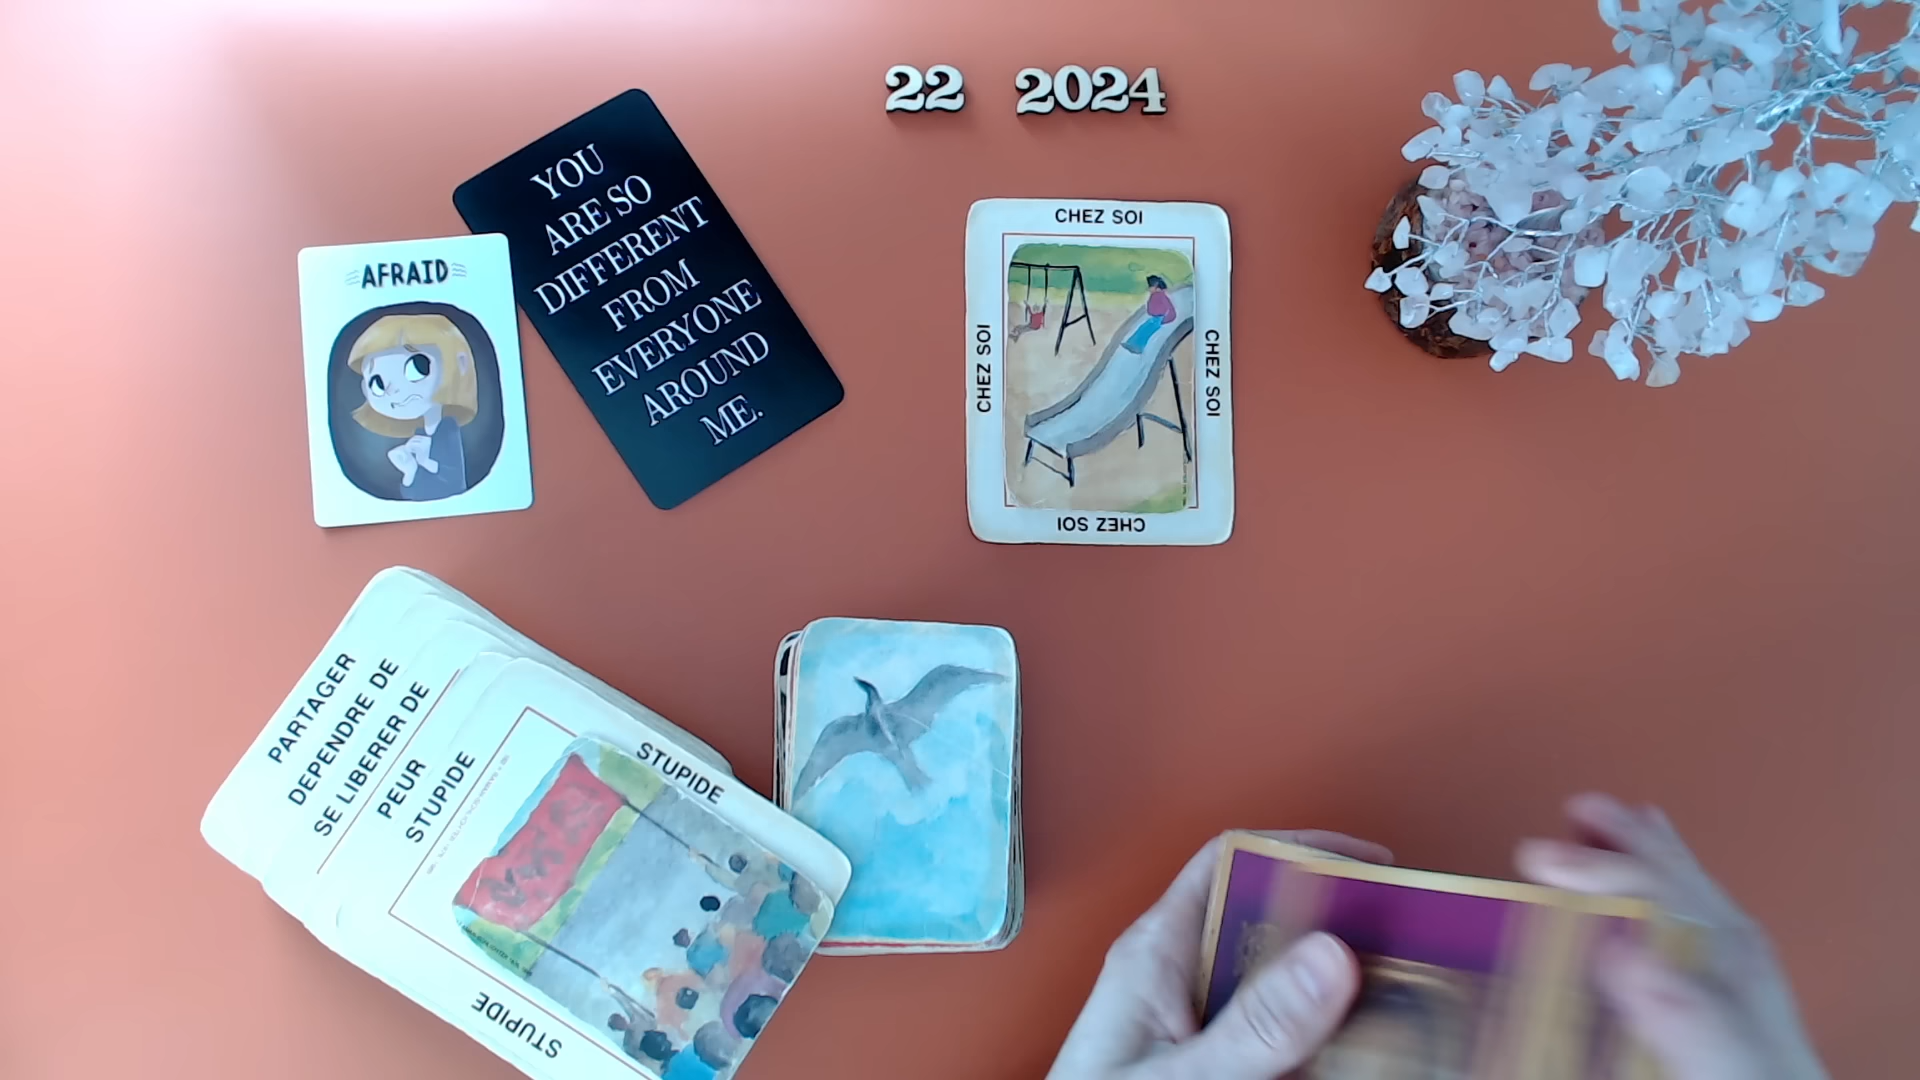 22 2024
AFRAID
YOU
ARE SO
DIFFERENT
FROM
EVERYONE
AROUND
ME.
CHEZ SOI
CHEZ SOI
CHEZ SOI
CHEZ SOI
PARTAGER
DEPENDRE DE
SE LIBERER DE
PEUR
STUPIDE
STUPIDE
STUPIDE